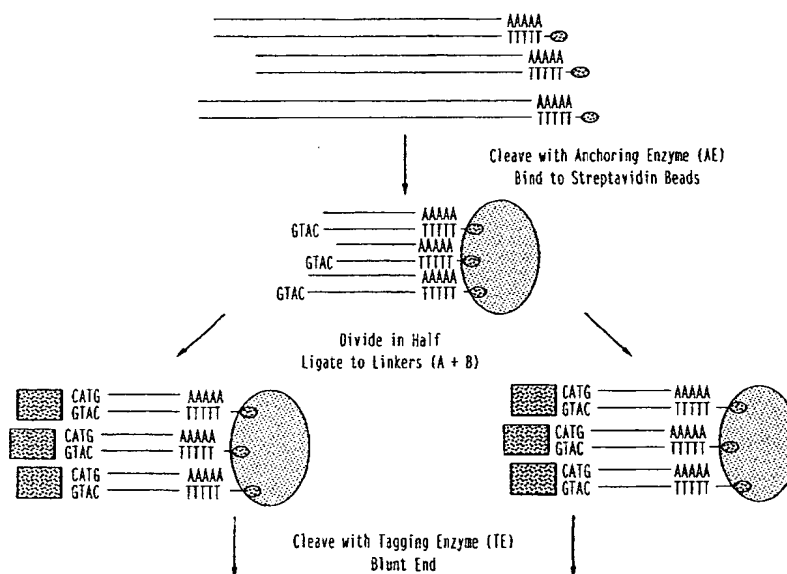 AAAAA
TTTTT
AAAAA
TTTTT
AAAAA
TTTTT
Cleave with Anchoring Enzyme (AE)
Bind to Streptavidin Beads
AAAAA
GTAC TTTTT
AAAAA
GTAC TTTTT
AAAAA
GTAC TTTTT
Divide in Half
Ligate to Linkers (A + B)
CATG AAAAA
GTAC TTTTT
CATG AAAAA
GTAC TTTTT
CATG AAAAA
GTAC TTTTT
CATG AAAAA
GTAC TTTTT
CATG AAAAA
GTAC TTTTT
CATG AAAAA
GTAC TTTTT
Cleave with Tagging Enzyme (TE)
Blunt End